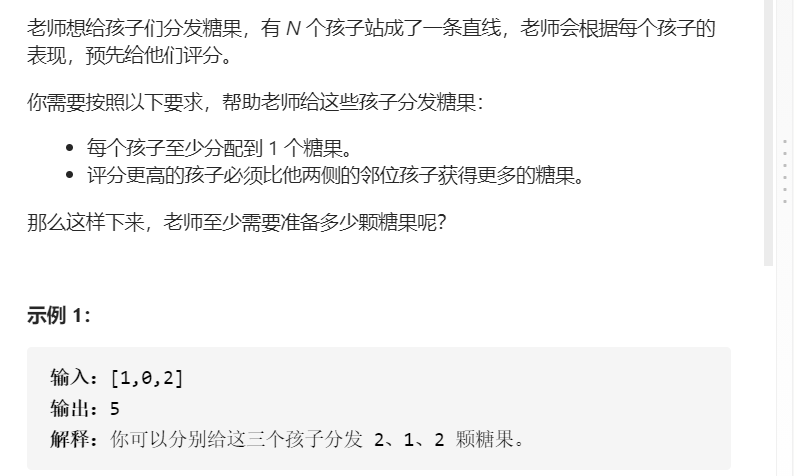 老师想给孩子们分发糖果，有 N 个孩子站成了一条直线，老师会根据每个孩子的
表现，预先给他们评分。
你需要按照以下要求，帮助老师给这些孩子分发糖果：
• 每个孩子至少分配到 1 个糖果。
• 评分更高的孩子必须比他两侧的邻位孩子获得更多的糖果。
那么这样下来，老师至少需要准备多少颗糖果呢？
示例 1：
输入：[1,0,2]
输出：5
解释：你可以分别给这三个孩子分发 2、1、2 颗糖果。